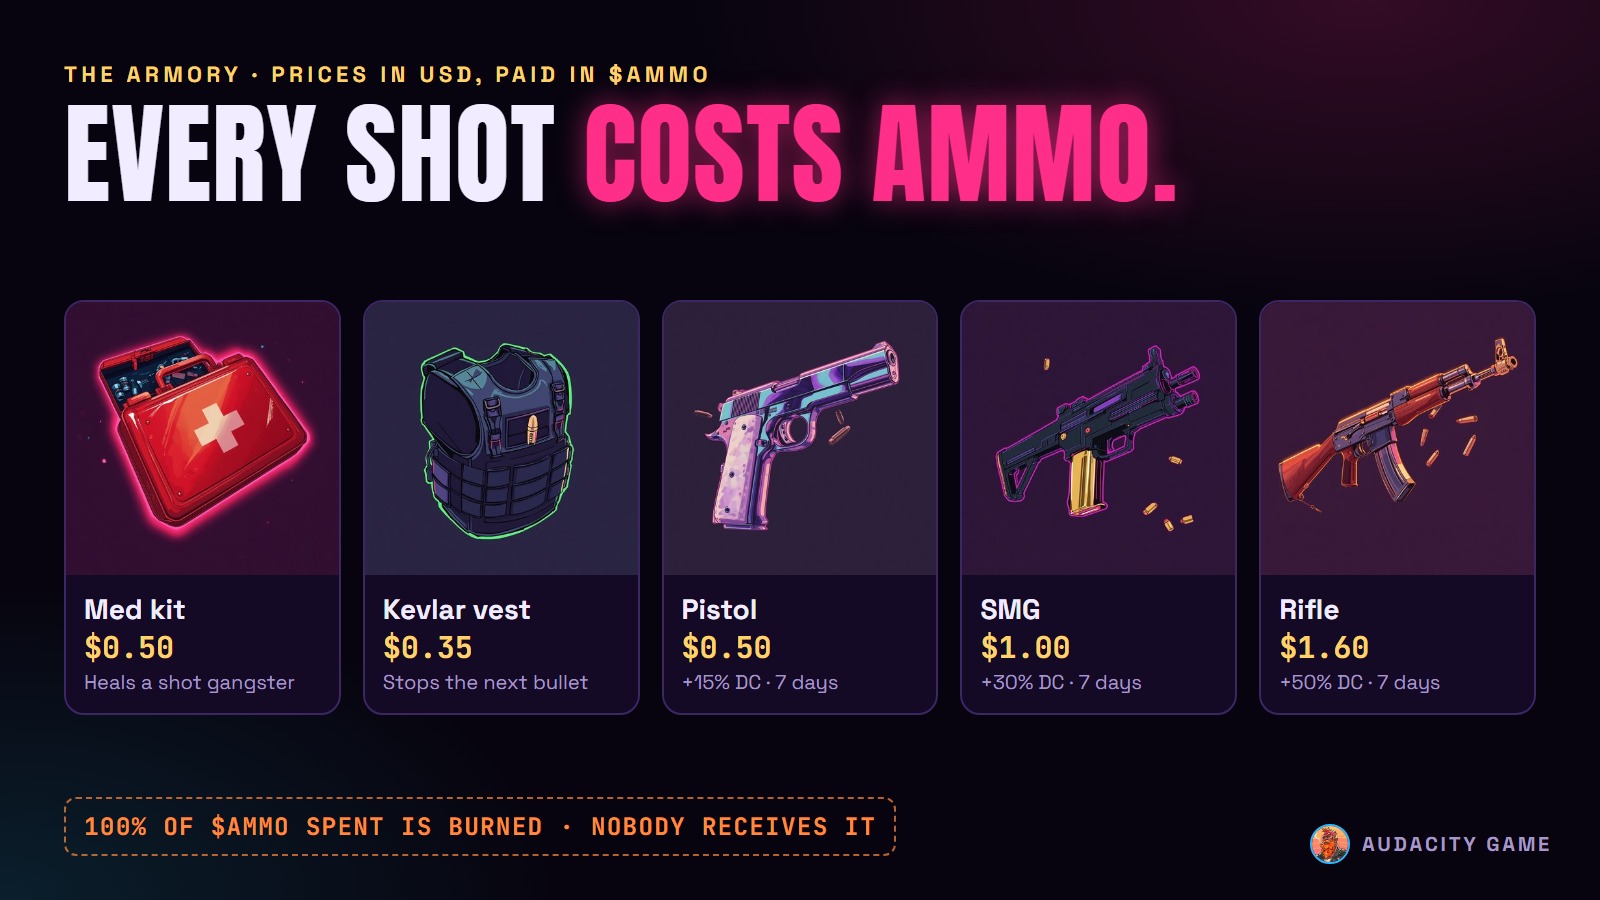 THE ARMORY · PRICES IN USD, PAID IN $AMMO
EVERY SHOT COSTS AMMO.
Med kit
$0.50
Heals a shot gangster
Kevlar vest
$0.35
Stops the next bullet
Pistol
$0.50
+15% DC · 7 days
SMG
$1.00
+30% DC · 7 days
Rifle
$1.60
+50% DC · 7 days
100% OF $AMMO SPENT IS BURNED · NOBODY RECEIVES IT
AUDACITY GAME